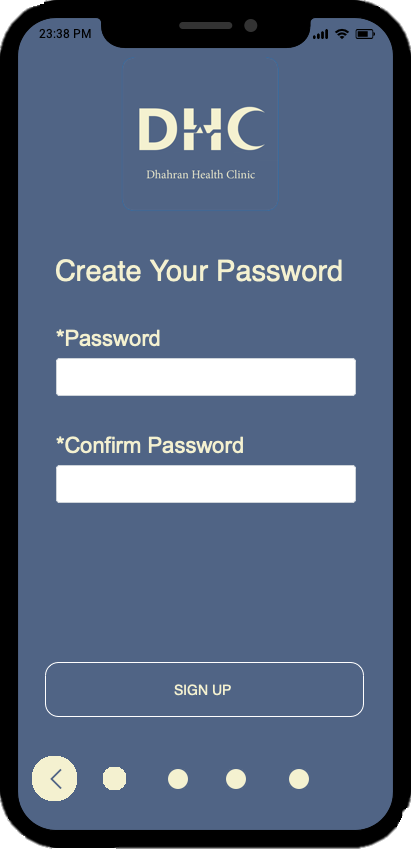 23:38 PM
DHC
Dhahran Health Clinic
Create Your Password
*Password
*Confirm Password
SIGN UP